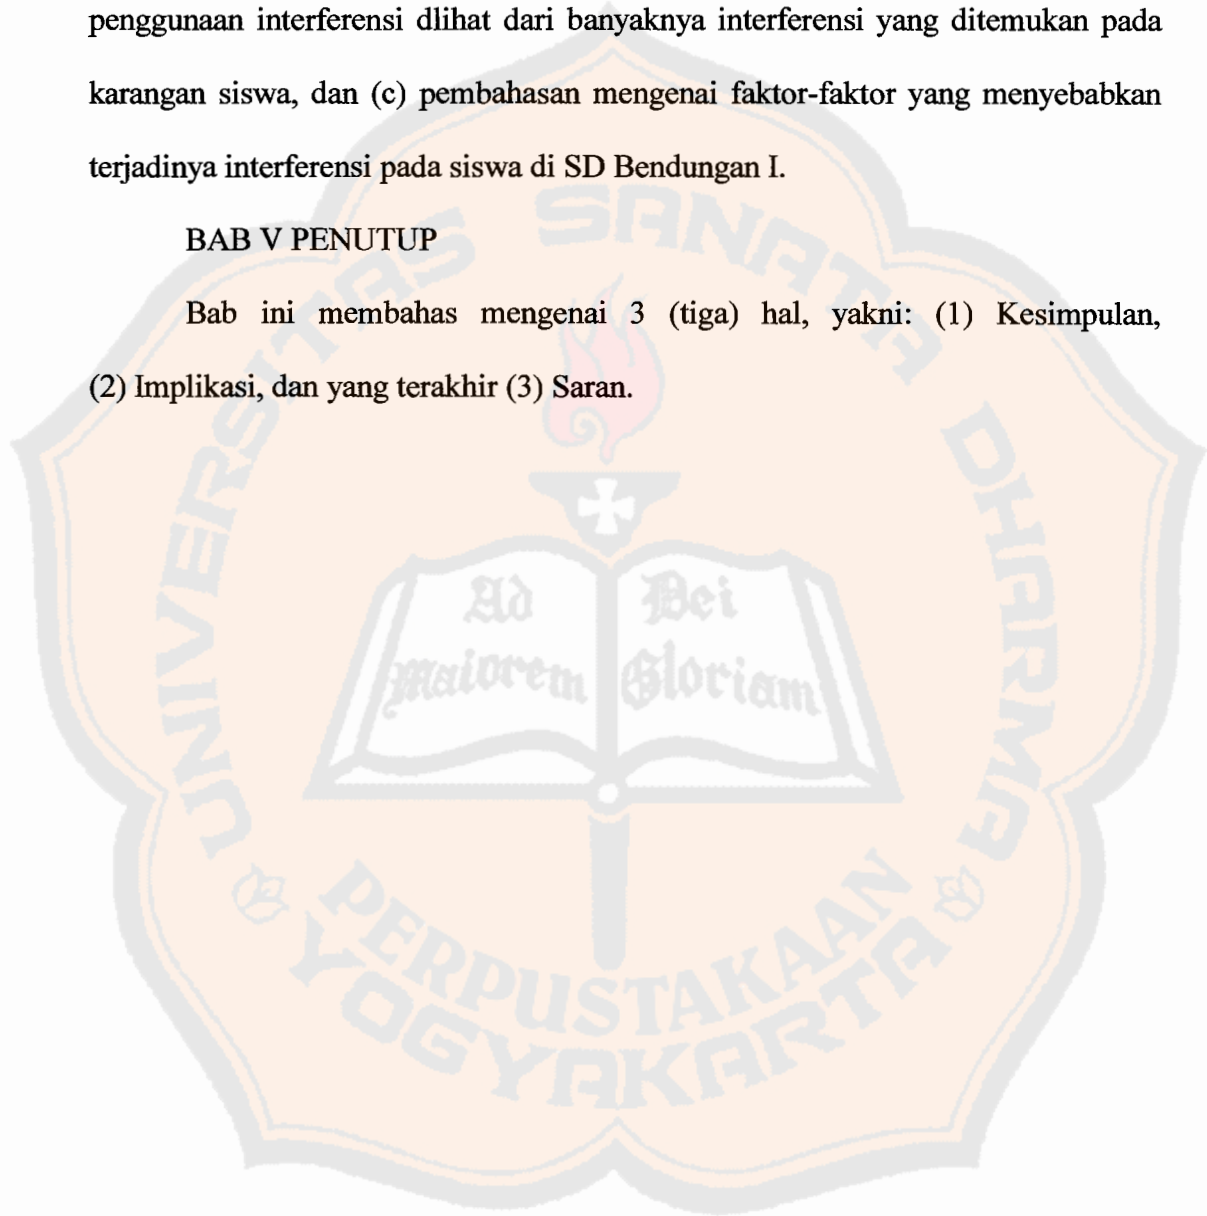 penggunaan interferensi dlihat dari banyaknya interferensi yang ditemukan pada
karangan siswa, dan (c) pembahasan mengenai faktor-faktor yang menyebabkan
terjadinya interferensi pada siswa di SD Bendungan I.
BAB V PENUTUP
Bab ini membahas mengenai 3 (tiga) hal, yakni: (1) Kesimpulan,
(2) Implikasi, dan yang terakhir (3) Saran.
UNIVERSITAS SANATA DHARMA
Ad
maiorem
Dei
Gloriam
PERPUSTAKAAN
YOGYAKARTA